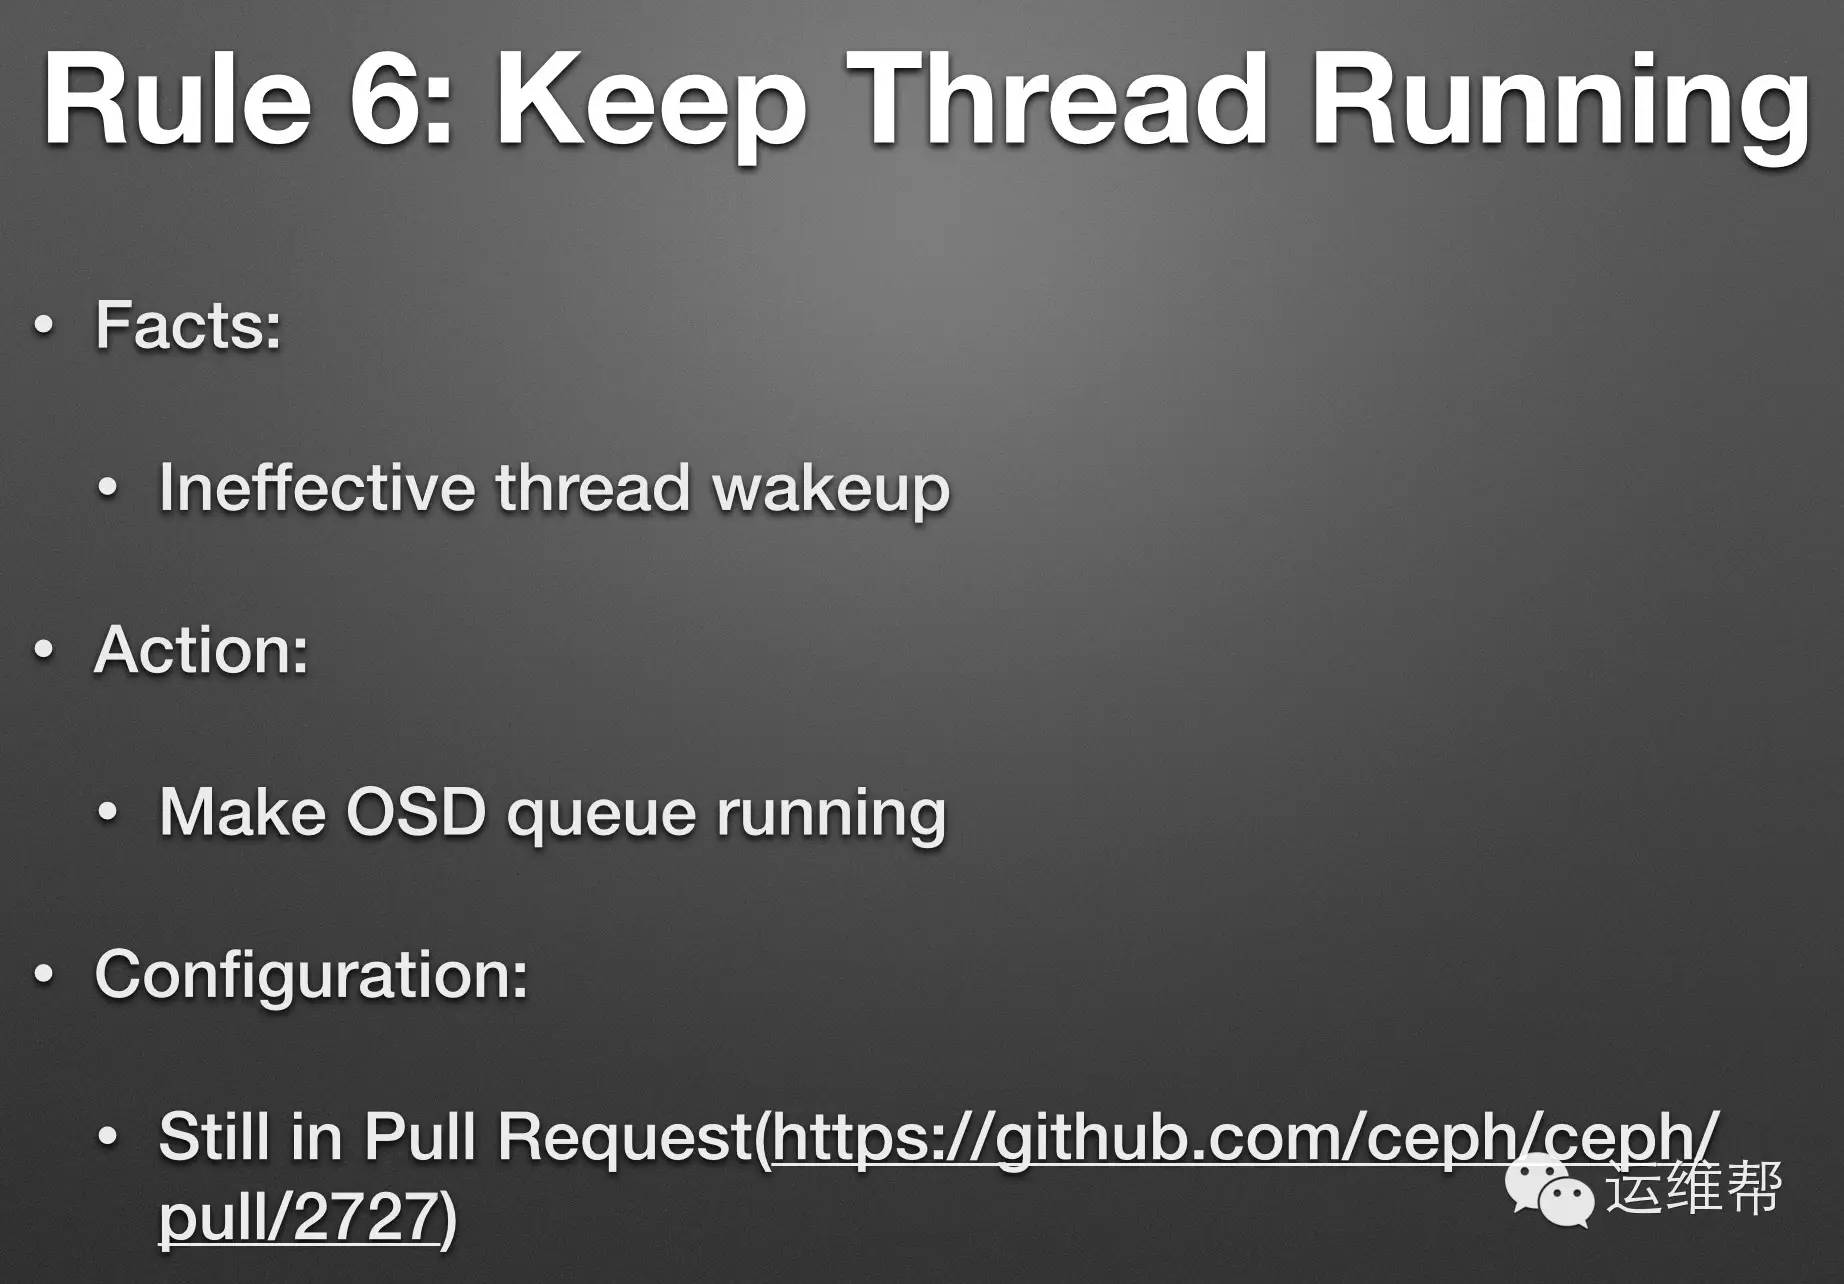 Rule 6: Keep Thread Running
• Facts:
• Ineffective thread wakeup
• Action:
• Make OSD queue running
• Configuration:
• Still in Pull Request(https://github.com/ceph/ceph/
pull/2727)
运维帮